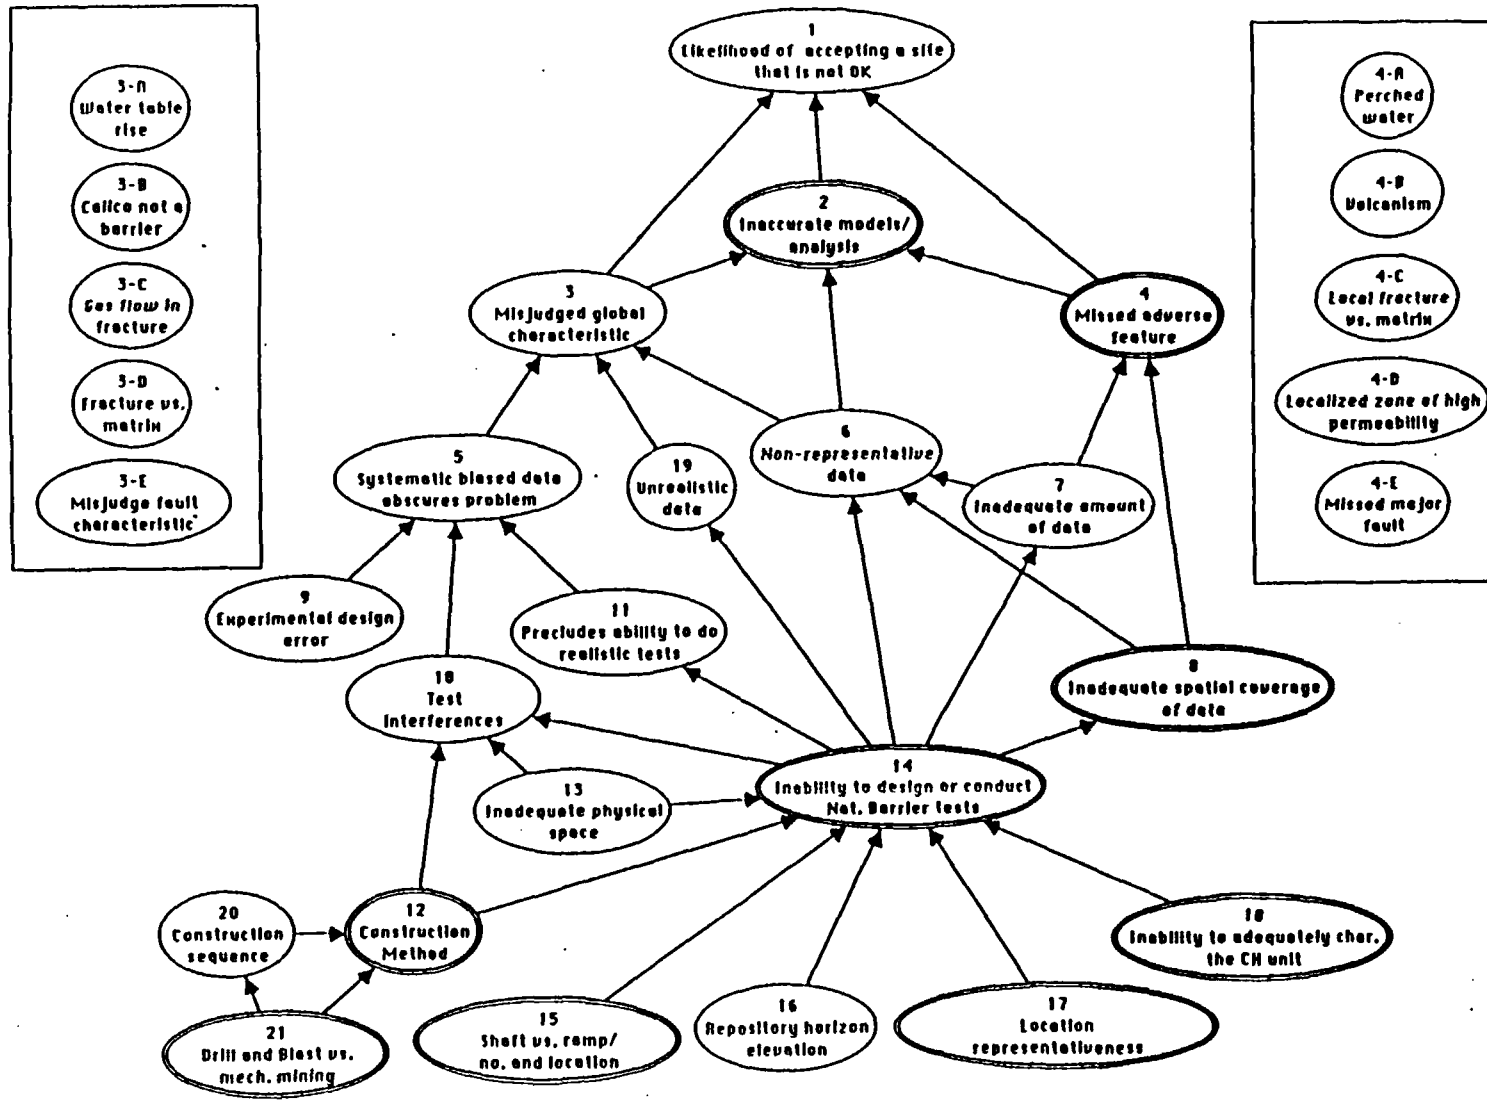 1
Likelihood of accepting a site
that is not OK
3-A
Water table
rise
3-B
Calico not a
barrier
3-C
Gas flow in
fracture
3-D
Fracture vs.
matrix
3-E
Misjudge fault
characteristic
4-A
Perched
water
4-B
Volcanism
4-C
Local fracture
vs. matrix
4-D
Localized zone of high
permeability
4-E
Missed major
fault
2
Inaccurate models/
analysis
3
Misjudged global
characteristic
4
Missed adverse
feature
5
Systematic biased data
obscures problem
19
Unrealistic
data
6
Non-representative
data
7
Inadequate amount
of data
9
Experimental design
error
11
Precludes ability to do
realistic tests
10
Test
Interferences
8
Inadequate spatial coverage
of data
13
Inadequate physical
space
14
Inability to design or conduct
Nat. Barrier tests
20
Construction
sequence
12
Construction
Method
18
Inability to adequately char.
the CH unit
21
Drill and Blast vs.
mech. mining
15
Shaft vs. ramp/
no. and location
16
Repository horizon
elevation
17
Location
representativeness